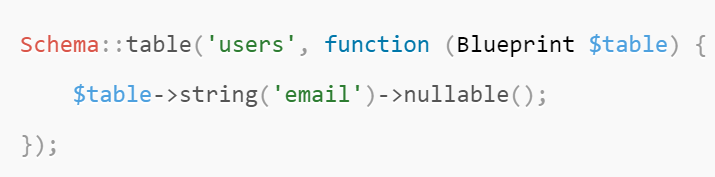 Schema::table('users', function (Blueprint $table) {
    $table->string('email')->nullable();
});